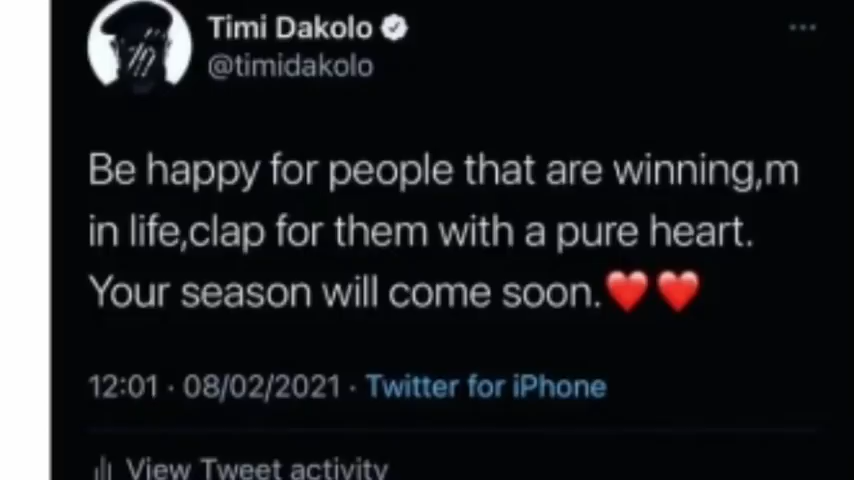 Timi Dakolo
@timidakolo
Be happy for people that are winning,m
in life,clap for them with a pure heart.
Your season will come soon.❤️❤️
12:01 · 08/02/2021 · Twitter for iPhone
View Tweet activity